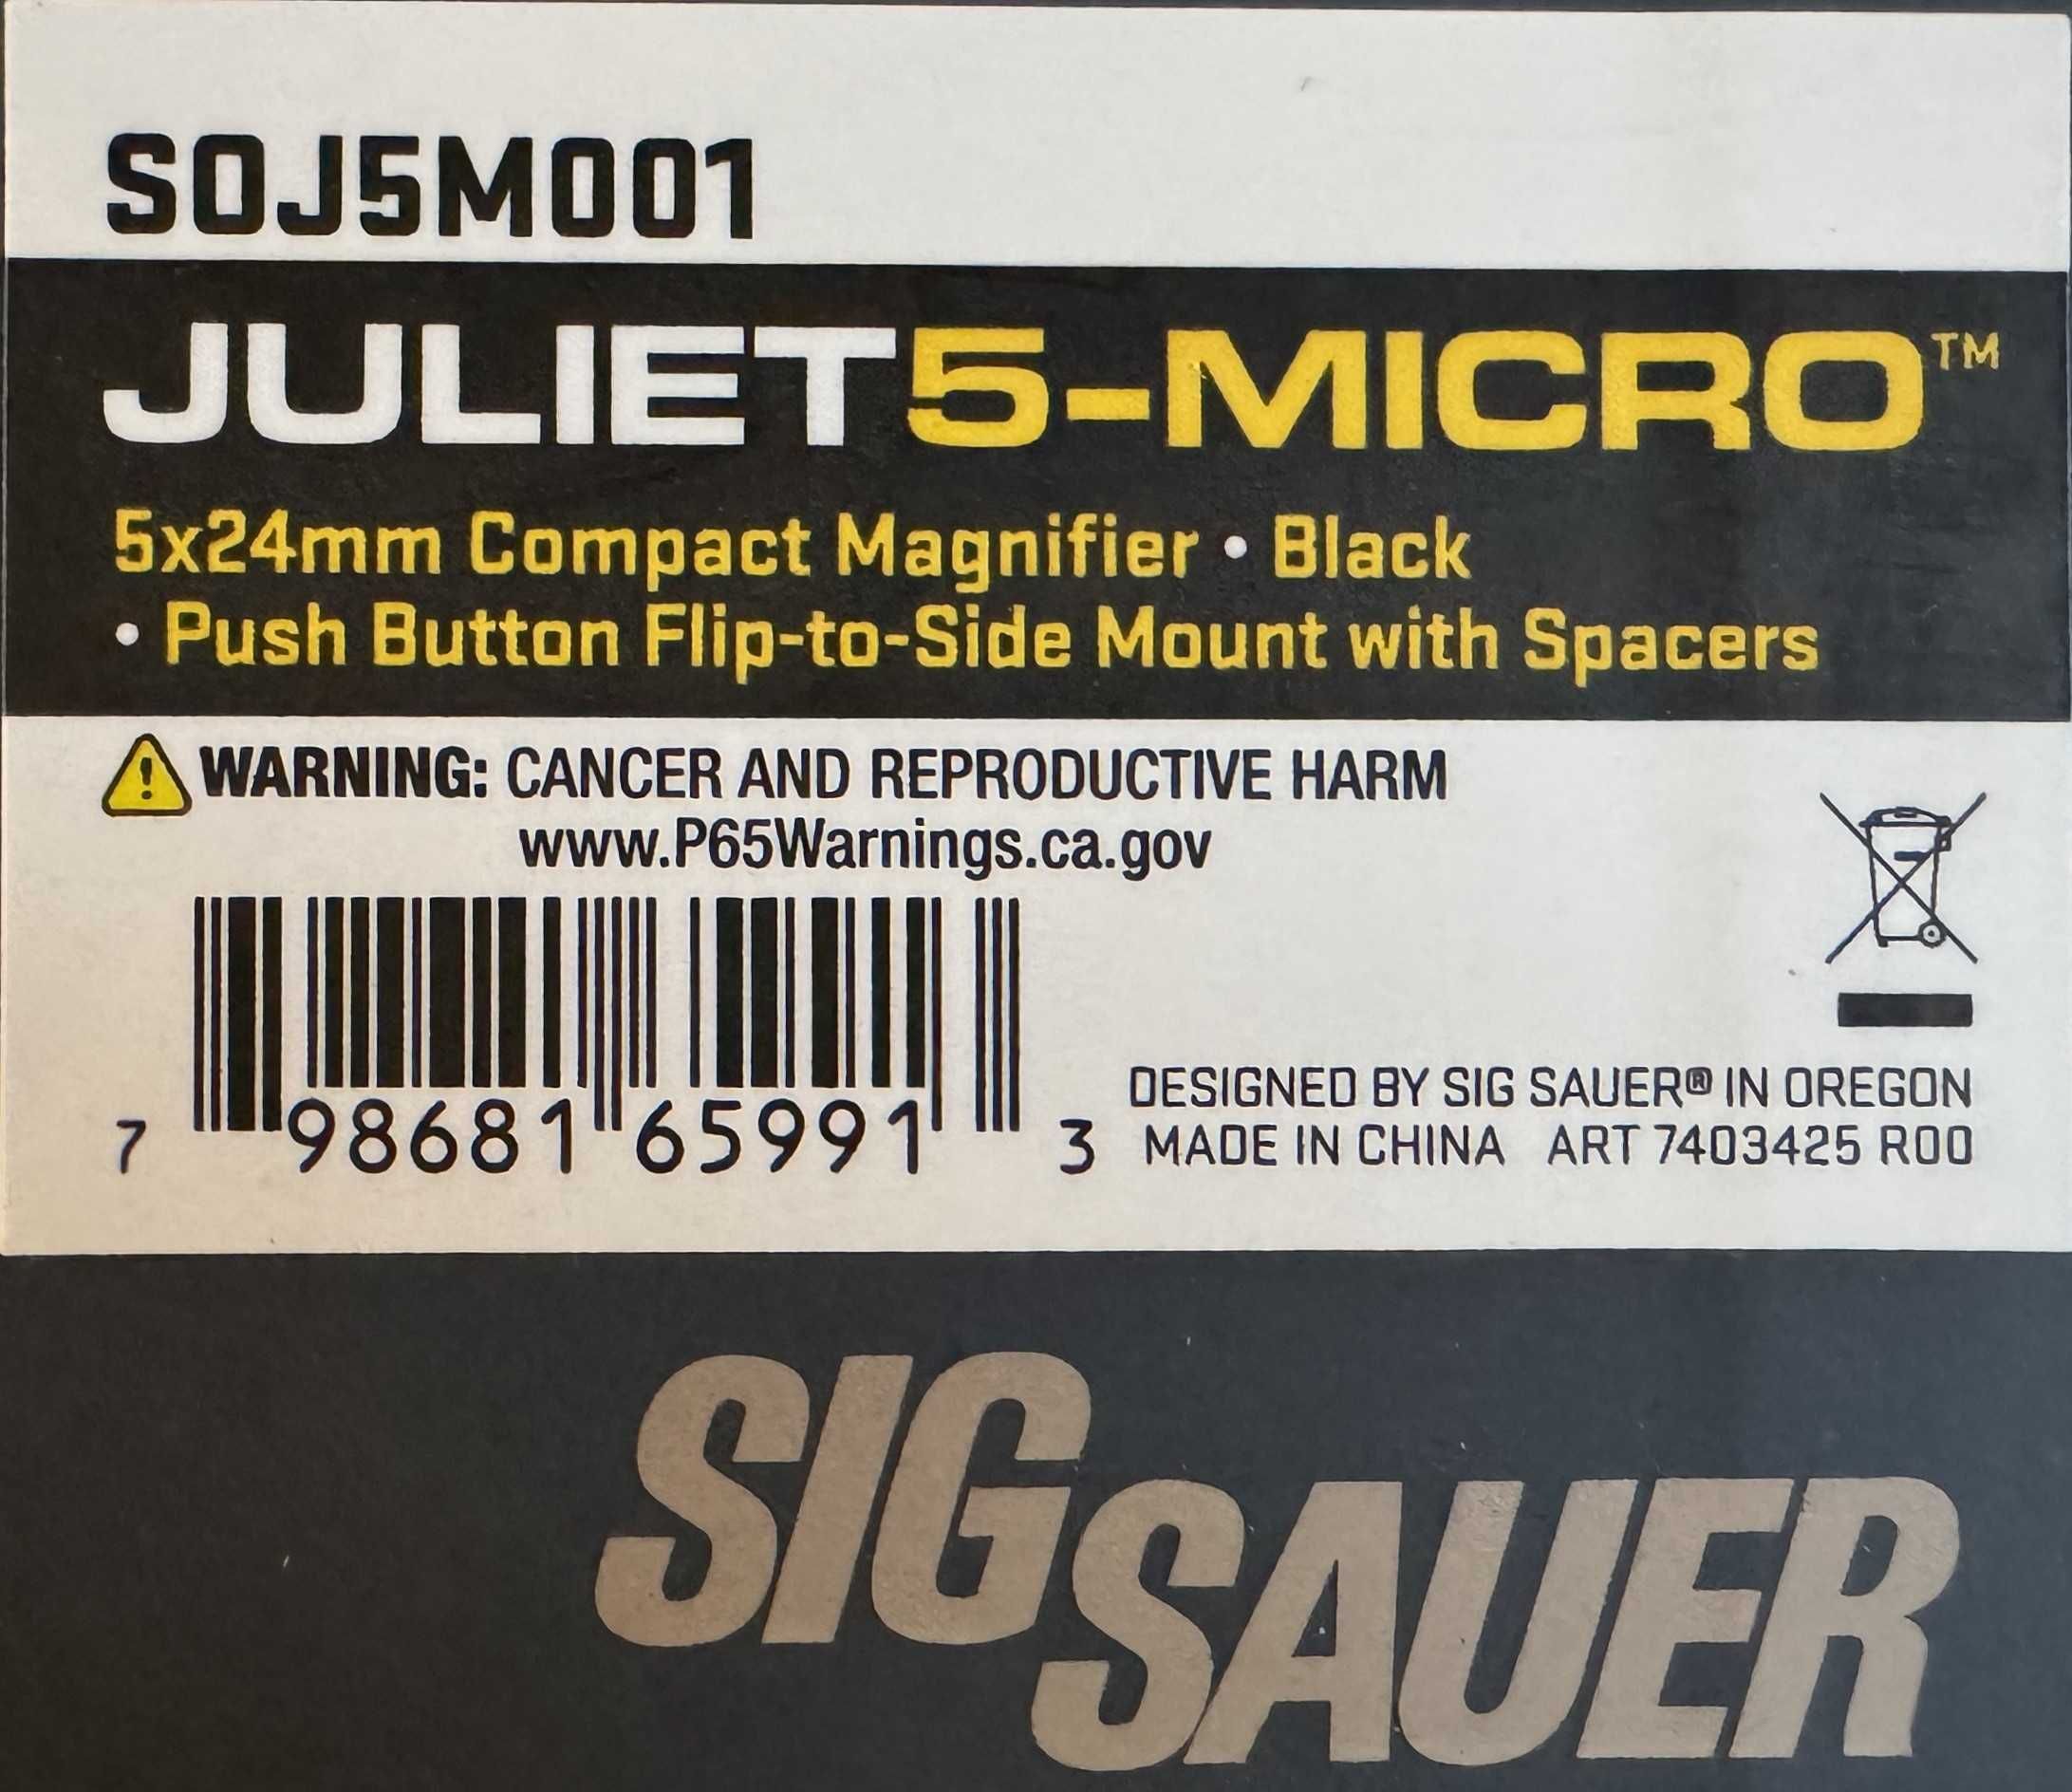 SOJ5M001
JULIET5-MICRO™
5x24mm Compact Magnifier • Black
• Push Button Flip-to-Side Mount with Spacers
WARNING: CANCER AND REPRODUCTIVE HARM
www.P65Warnings.ca.gov
7 98681 65991 3
DESIGNED BY SIG SAUER® IN OREGON
MADE IN CHINA ART 7403425 R00
SIG
SAUER